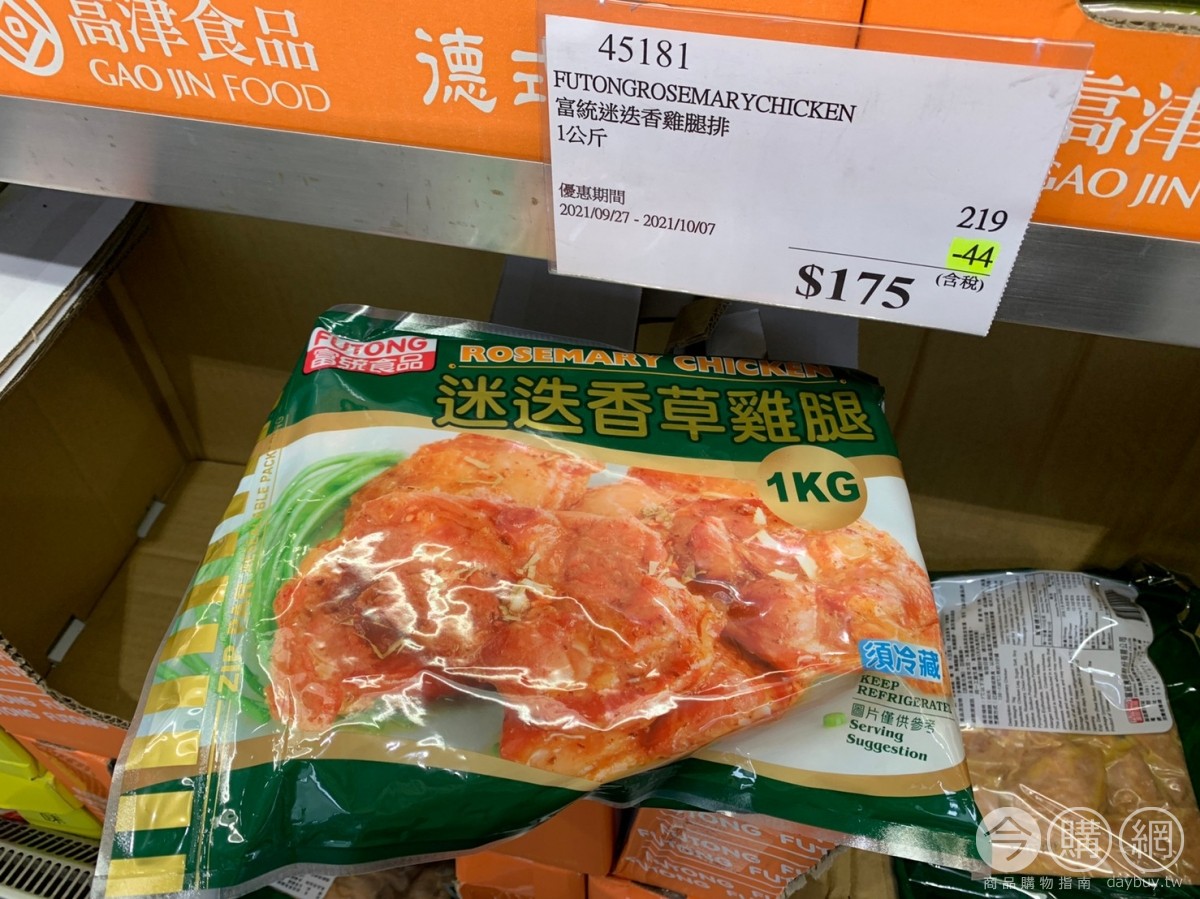 高津食品
GAO JIN FOOD
德
高津
GAO JIN
45181
FUTONGROSEMARYCHICKEN
富統迷迭香雞腿排
1公斤
優惠期間
2021/09/27 - 2021/10/07
219
-44
$175
(含稅)
FUTONG
富統食品
ROSEMARY CHICKEN
迷迭香草雞腿
1KG
須冷藏
KEEP
REFRIGERATE
圖片僅供參考
Serving
Suggestion
今購網
商品購物指南 daybuy.tw